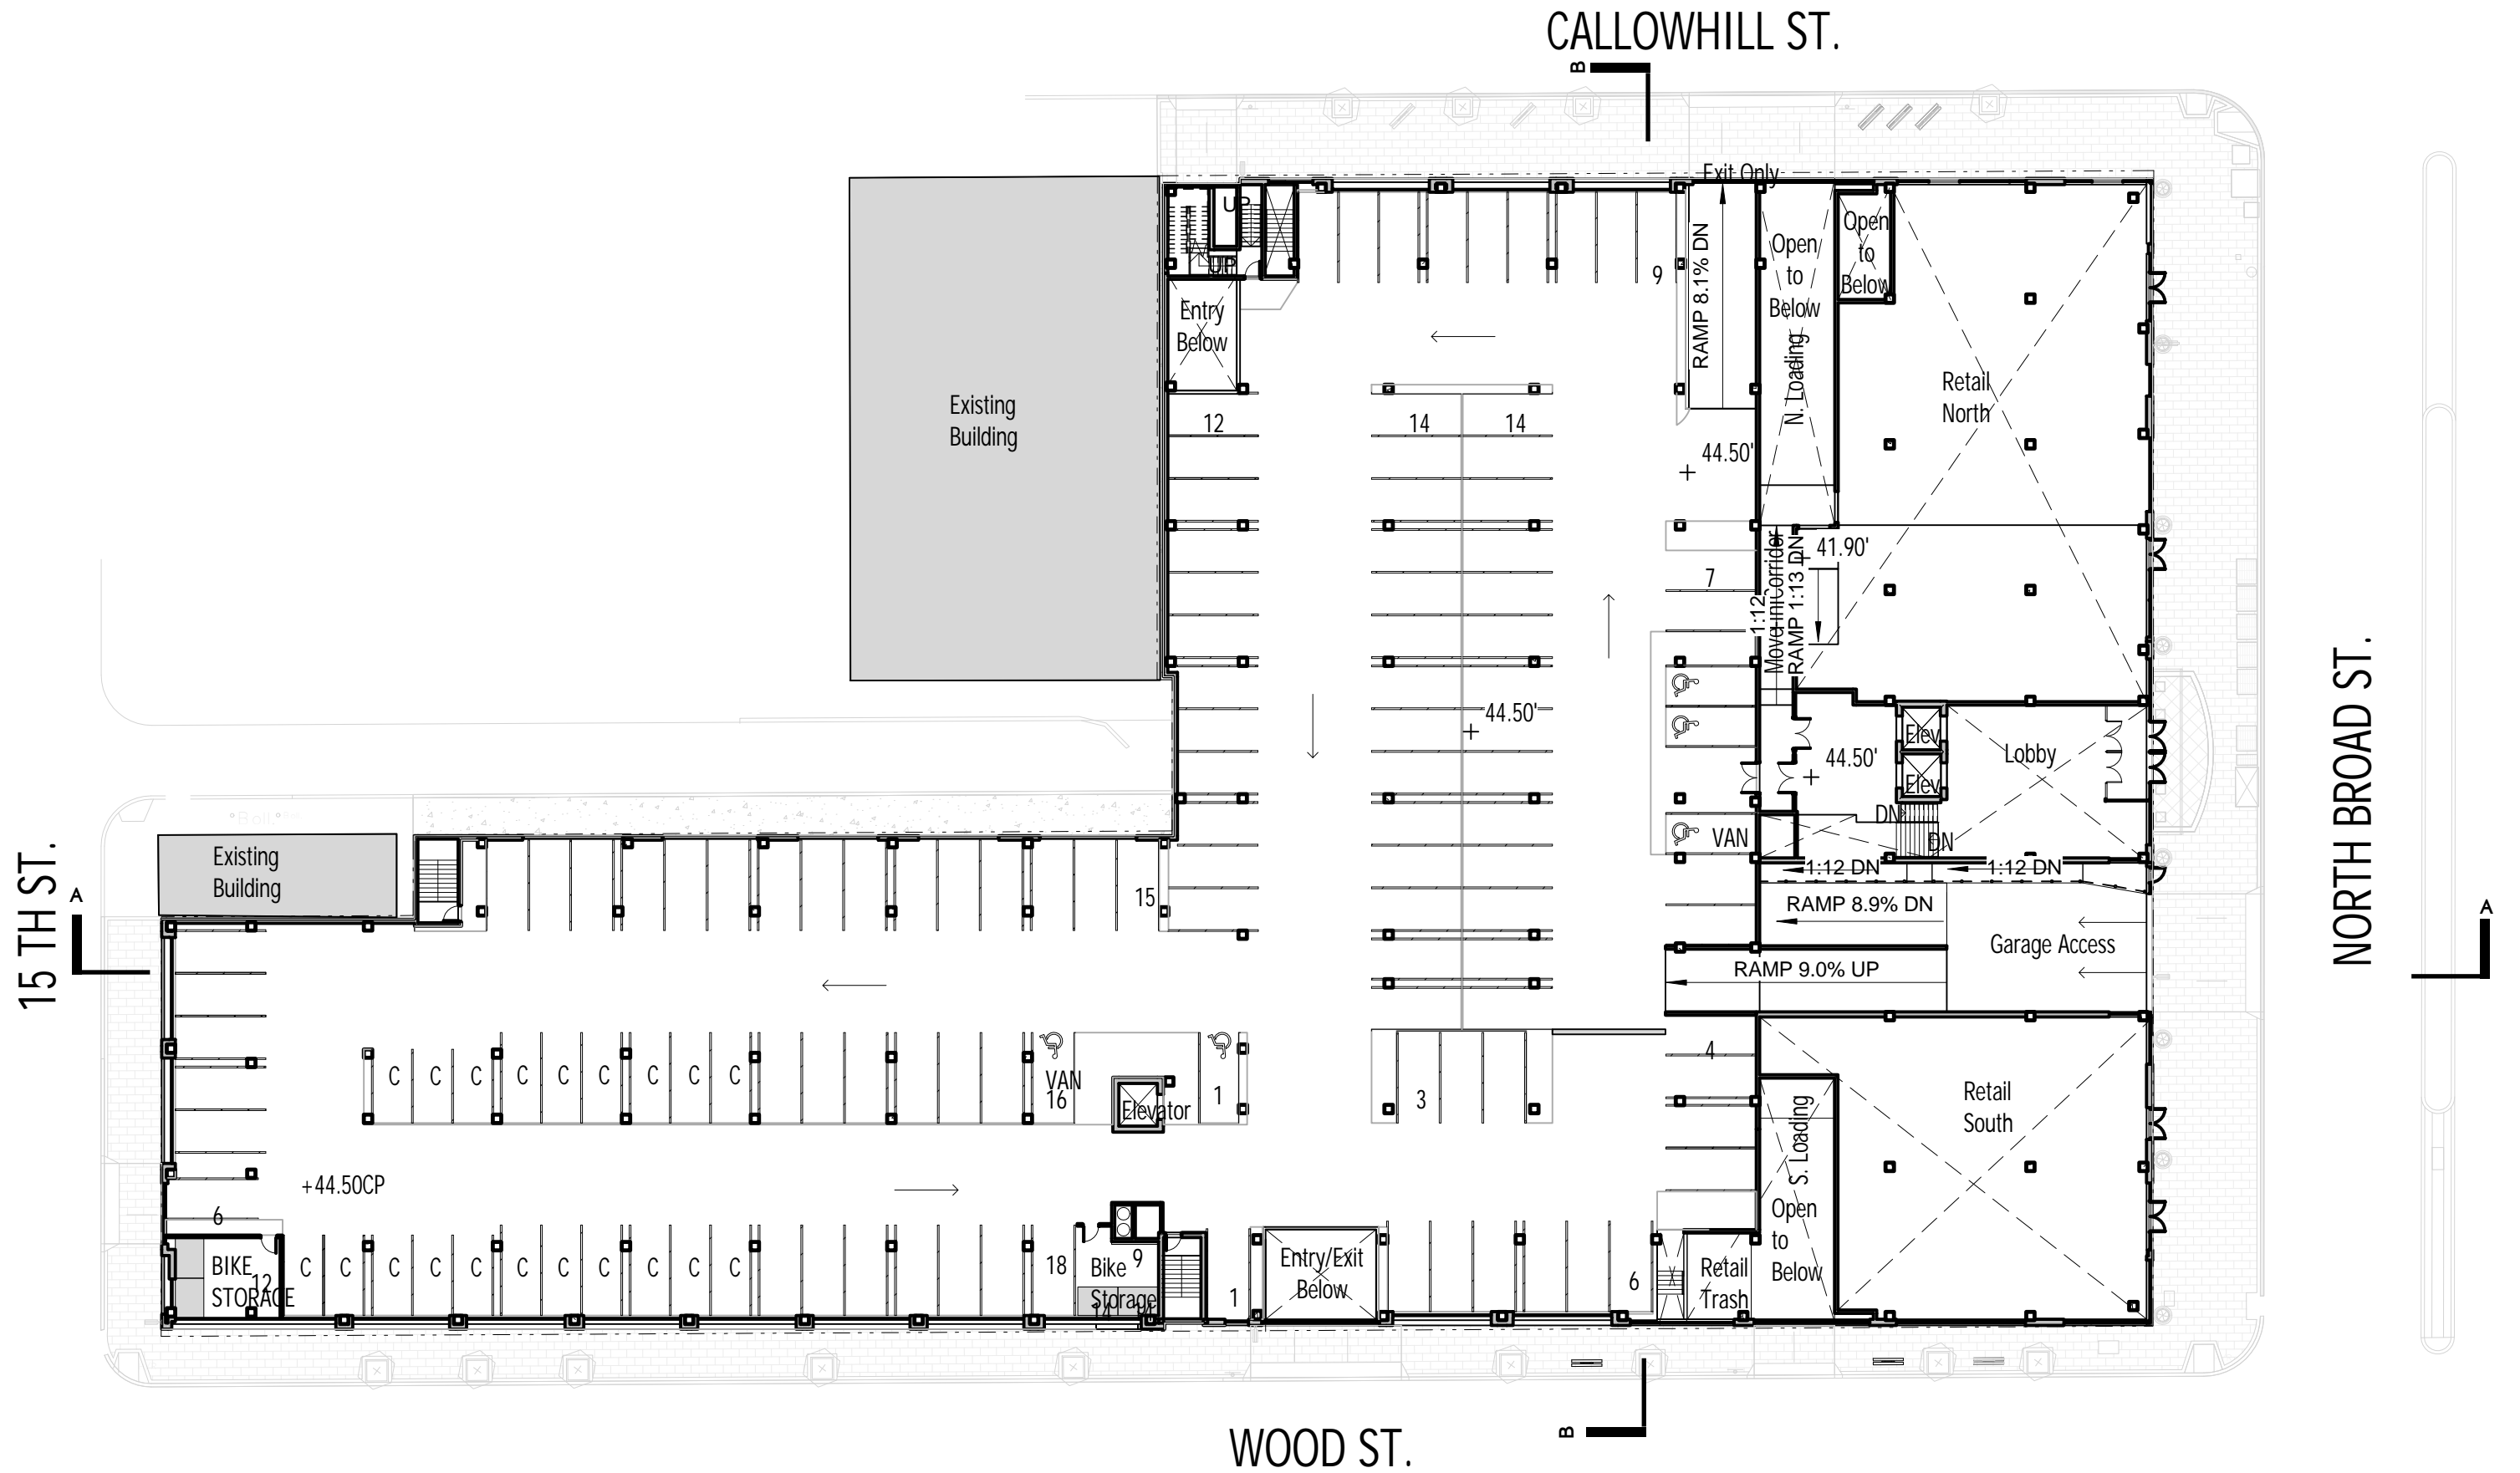 CALLOWHILL ST.
B
Exit Only
UP
UP
Entry
Below
9
RAMP 8.1% DN
Open
to
Below
N. Loading
Open
to
Below
Retail
North
Existing
Building
12
14
14
44.50'
41.90'
7
1:12
Move in corrider
RAMP 1:13 DN
44.50'
44.50'
Elev
Elev
Lobby
DN
DN
VAN
1:12 DN
1:12 DN
RAMP 8.9% DN
Garage Access
RAMP 9.0% UP
NORTH BROAD ST.
A
15 TH ST.
A
Existing
Building
15
C C C C C C C C C
VAN
16
Elevator
1
3
4
Retail
South
S. Loading
Open
to
Below
+44.50CP
6
BIKE
STORAGE
12
C C C C C C C C C C C
18
Bike
Storage
9
14
1
Entry/Exit
Below
6
Retail
Trash
B
WOOD ST.